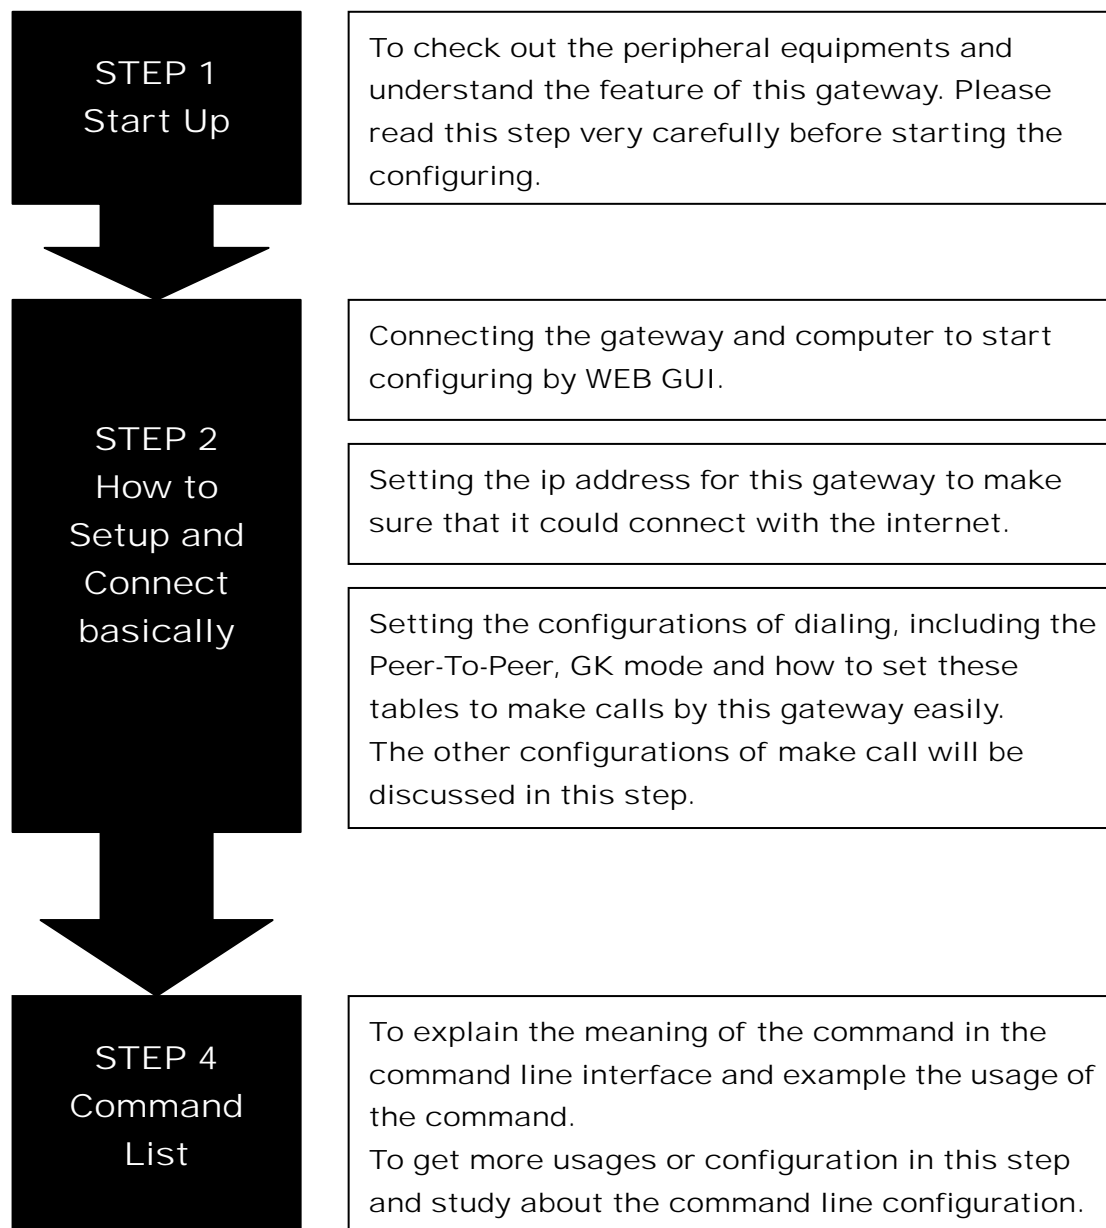 STEP 1
Start Up
To check out the peripheral equipments and
understand the feature of this gateway. Please
read this step very carefully before starting the
configuring.
STEP 2
How to
Setup and
Connect
basically
Connecting the gateway and computer to start
configuring by WEB GUI.
Setting the ip address for this gateway to make
sure that it could connect with the internet.
Setting the configurations of dialing, including the
Peer-To-Peer, GK mode and how to set these
tables to make calls by this gateway easily.
The other configurations of make call will be
discussed in this step.
STEP 4
Command
List
To explain the meaning of the command in the
command line interface and example the usage of
the command.
To get more usages or configuration in this step
and study about the command line configuration.